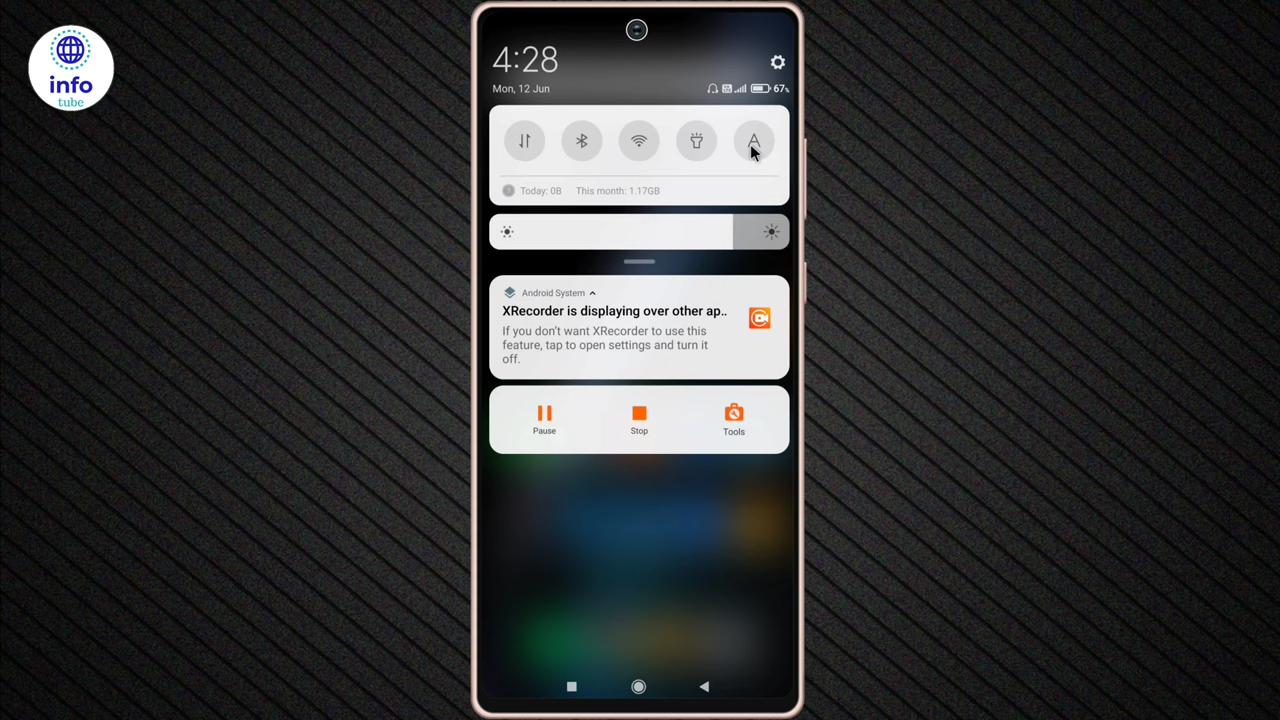 info
tube
4:28
Mon, 12 Jun
67%
A
Today: 0B This month: 1.17GB
Android System
XRecorder is displaying over other ap..
If you don't want XRecorder to use this
feature, tap to open settings and turn it
off.
Pause Stop Tools